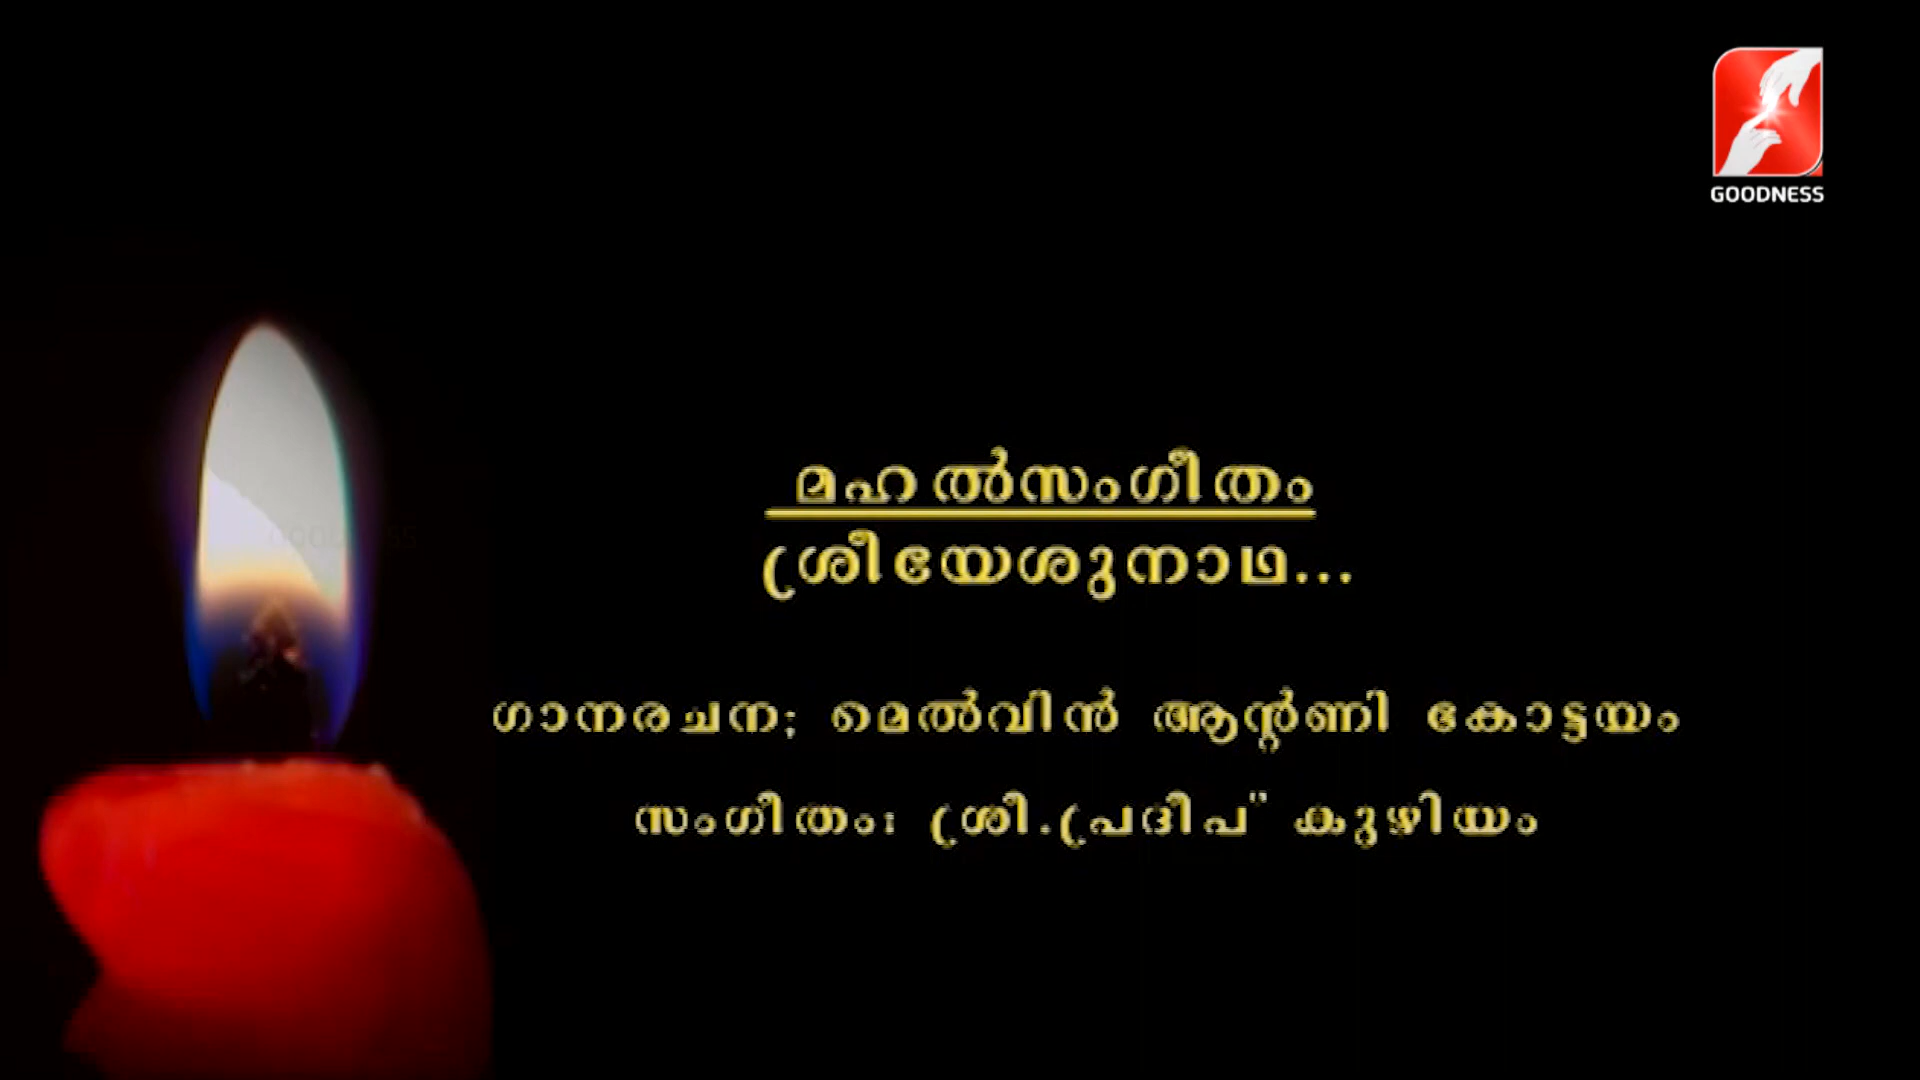 GOODNESS
മഹൽസംഗീതം
ശ്രീയേശുനാഥ...
ഗാനരചന; മെൽവിൻ ആന്റണി കോട്ടയം
സംഗീതം: ശ്രീ.പ്രദീപ" കുഴിയം